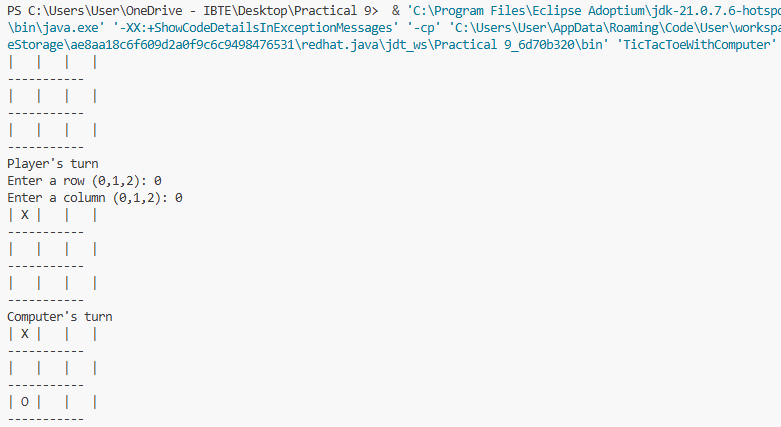 PS C:\Users\User\OneDrive - IBTE\Desktop\Practical 9>  & 'C:\Program Files\Eclipse Adoptium\jdk-21.0.7.6-hotspo
\bin\java.exe' '-XX:+ShowCodeDetailsInExceptionMessages' '-cp' 'C:\Users\User\AppData\Roaming\Code\User\workspa
eStorage\ae8aa18c6f609d2a0f9c6c9498476531\redhat.java\jdt_ws\Practical 9_6d70b320\bin' 'TicTacToeWithComputer'
|   |   |   |
-----------
|   |   |   |
-----------
|   |   |   |
-----------
Player's turn
Enter a row (0,1,2): 0
Enter a column (0,1,2): 0
| X |   |   |
-----------
|   |   |   |
-----------
|   |   |   |
-----------
Computer's turn
| X |   |   |
-----------
|   |   |   |
-----------
| O |   |   |
-----------